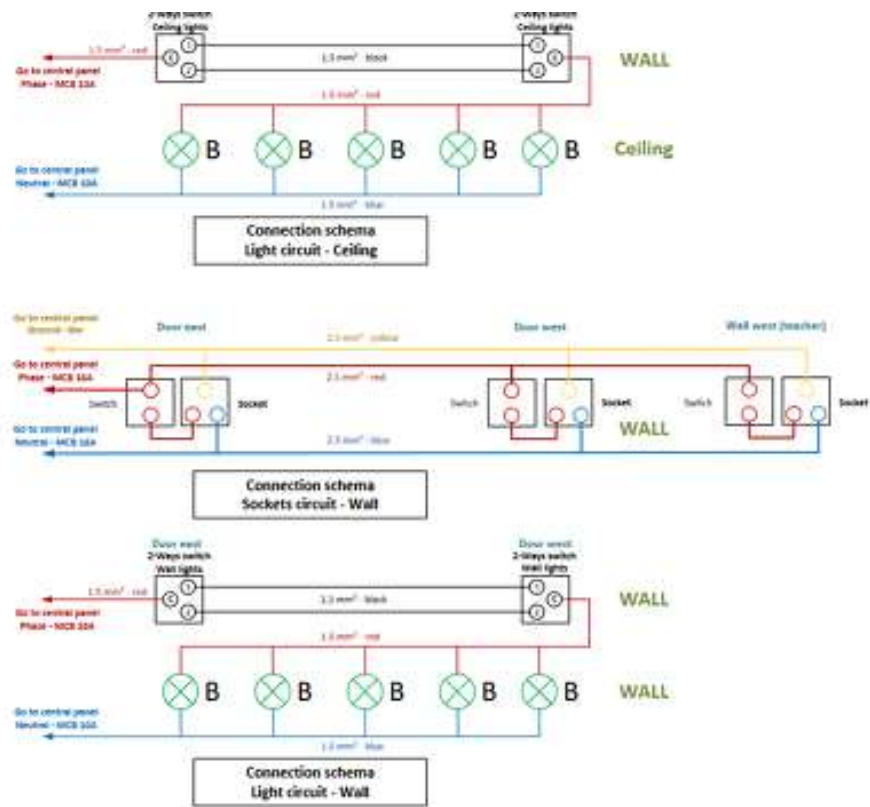 2-Ways switch
Ceiling lights
2-Ways switch
Ceiling lights
1.5 mm² - red
1
2
1.5 mm² - black
WALL
Go to central panel
Phase - MCB 10A
1.5 mm² - red
B B B B B
Ceiling
Go to central panel
Neutral - MCB 10A
1.5 mm² - blue
Connection schema
Light circuit - Ceiling
Go to central panel
Door east
Door west
Wall west (teacher)
2.5 mm² - yellow
Go to central panel
Phase - MCB 16A
2.5 mm² - red
Switch
Socket
Switch
Socket
Switch
Socket
WALL
Go to central panel
Neutral - MCB 16A
2.5 mm² - blue
Connection schema
Sockets circuit - Wall
Door east
2-Ways switch
Wall lights
Door west
2-Ways switch
Wall lights
1.5 mm² - red
1.5 mm² - black
WALL
Go to central panel
Phase - MCB 10A
1.5 mm² - red
B B B B B
WALL
Go to central panel
Neutral - MCB 10A
1.5 mm² - blue
Connection schema
Light circuit - Wall